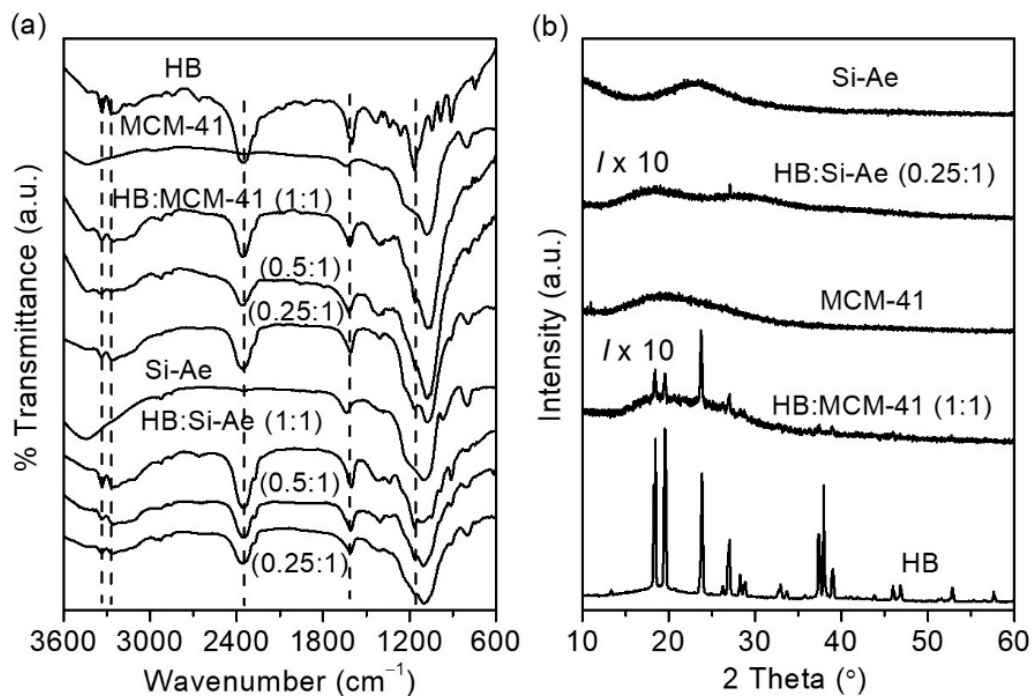 (a)
HB
MCM-41
HB:MCM-41 (1:1)
(0.5:1)
(0.25:1)
Si-Ae
HB:Si-Ae (1:1)
(0.5:1)
(0.25:1)
% Transmittance (a.u.)
3600 3000 2400 1800 1200 600
Wavenumber (cm⁻¹)
(b)
Si-Ae
I x 10
HB:Si-Ae (0.25:1)
MCM-41
I x 10
HB:MCM-41 (1:1)
HB
Intensity (a.u.)
10 20 30 40 50 60
2 Theta (°)